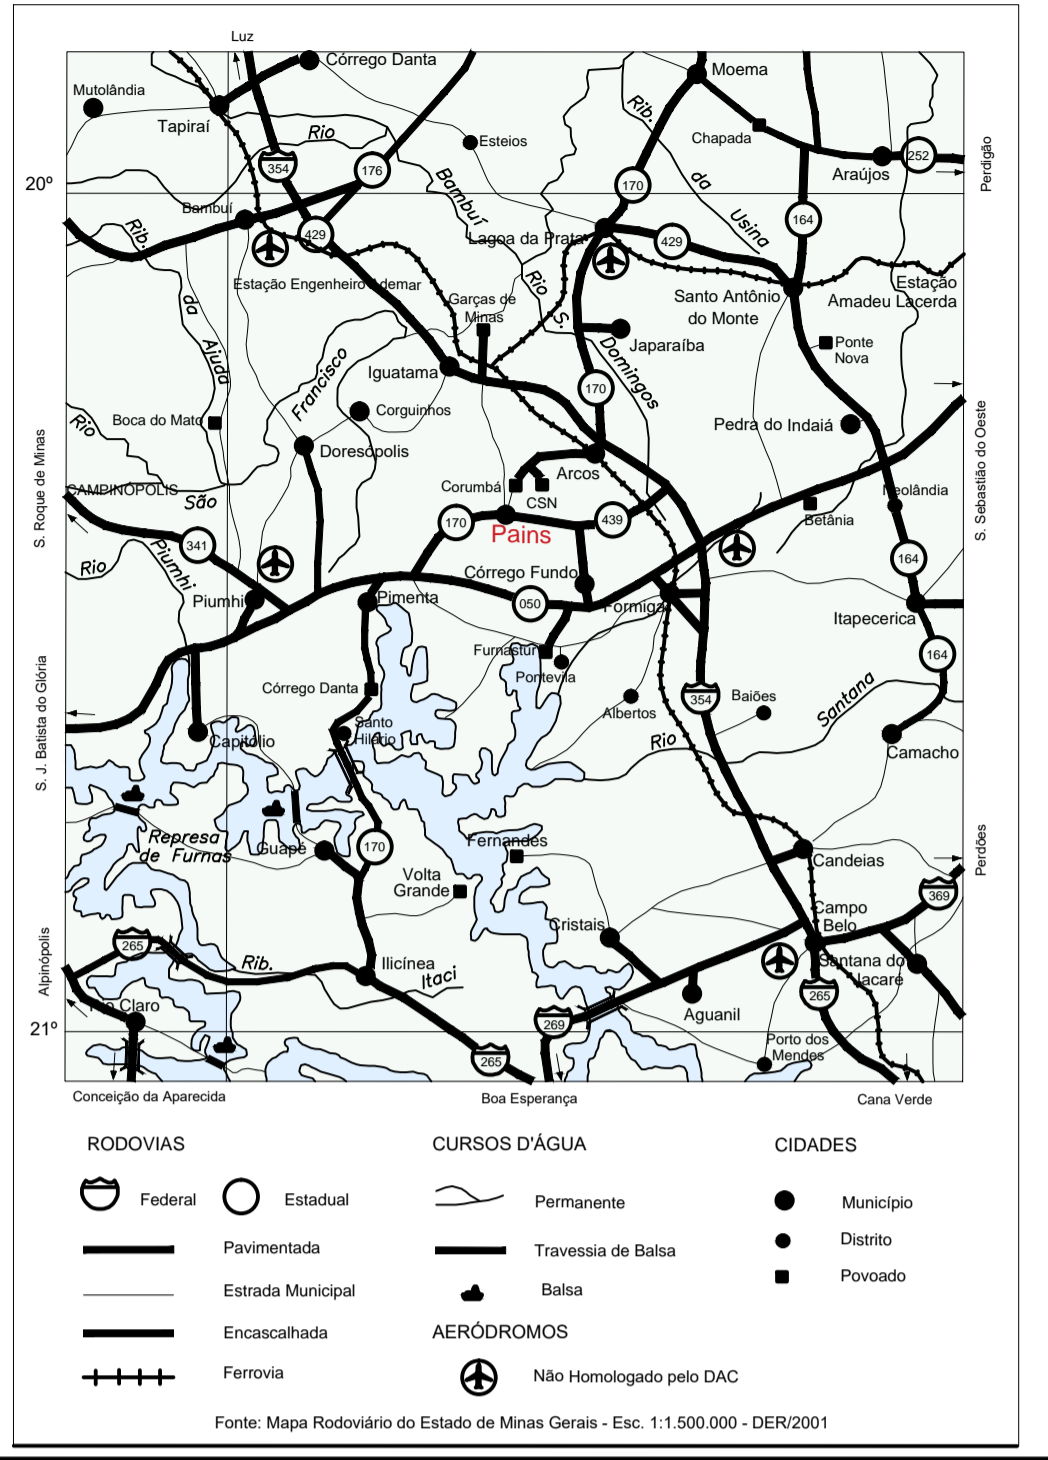 Luz
Córrego Danta
Moema
Mutolândia
Tapiraí
Rio
Esteios
Rib.
Chapada
252
Araújos
Perdigão
354
176
20º
170
da
Bambuí
Bambuí
164
Usina
Rib.
429
Lagoa da Prata
429
Estação Engenheiro Ademar
Rio
S.
Domingos
Garças de
Minas
Santo Antônio
do Monte
Estação
Amadeu Lacerda
da
Ajuda
Francisco
Japaraíba
Ponte
Nova
Iguatama
170
Corguinhos
Boca do Mato
Rio
Pedra do Indaiá
Doresópolis
Arcos
S. Roque de Minas
S. Sebastião do Oeste
CAMPINÓPOLIS
São
Corumbá
CSN
Neolândia
Betânia
170
439
Pains
341
Piumhi
Rio
164
Córrego Fundo
Piumhi
Pimenta
050
Formiga
Itapecerica
Furnastur
Pontevila
164
S. J. Batista do Glória
Córrego Danta
354
Baiões
Albertos
Santana
Santo
Hilário
Capitólio
Rio
Camacho
Represa
de Furnas
Guapé
170
Fernandes
Volta
Grande
Candeias
Perdões
369
Campo
Belo
Cristais
Alpinópolis
265
Rib.
Ilicínea
Itaci
Santana do
Jacaré
265
Rio Claro
Aguanil
269
21º
265
Porto dos
Mendes
Conceição da Aparecida
Boa Esperança
Cana Verde
RODOVIAS
CURSOS D'ÁGUA
CIDADES
Federal
Estadual
Permanente
Município
Pavimentada
Travessia de Balsa
Distrito
Estrada Municipal
Balsa
Povoado
Encascalhada
AERÓDROMOS
Ferrovia
Não Homologado pelo DAC
Fonte: Mapa Rodoviário do Estado de Minas Gerais - Esc. 1:1.500.000 - DER/2001